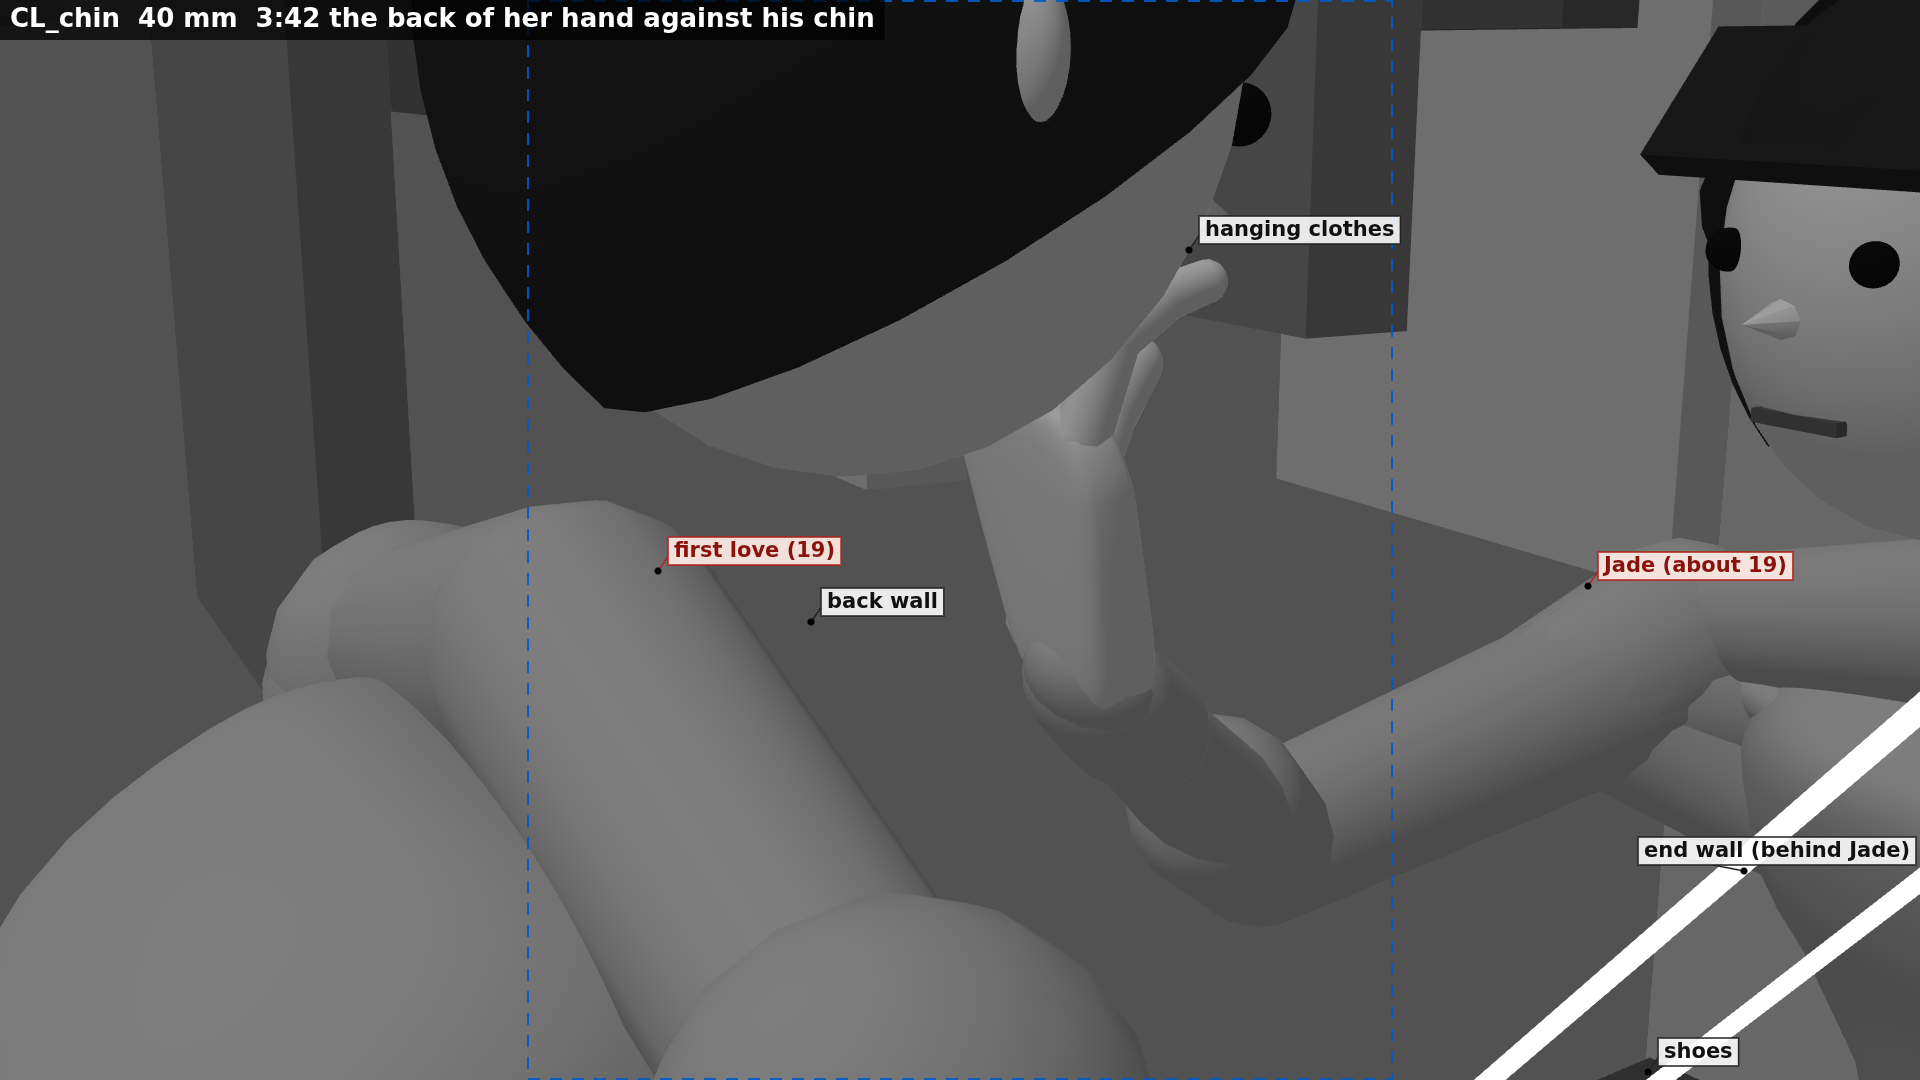 CL_chin 40 mm 3:42 the back of her hand against his chin
hanging clothes
first love (19)
Jade (about 19)
back wall
end wall (behind Jade)
shoes